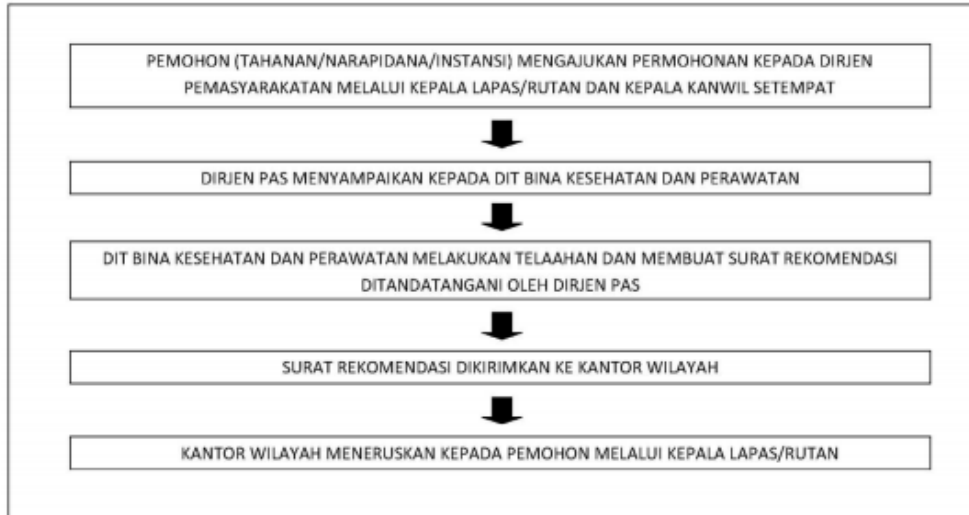 PEMOHON (TAHANAN/NARAPIDANA/INSTANSI) MENGAJUKAN PERMOHONAN KEPADA DIRJEN
PEMASYARAKATAN MELALUI KEPALA LAPAS/RUTAN DAN KEPALA KANWIL SETEMPAT
DIRJEN PAS MENYAMPAIKAN KEPADA DIT BINA KESEHATAN DAN PERAWATAN
DIT BINA KESEHATAN DAN PERAWATAN MELAKUKAN TELAAHAN DAN MEMBUAT SURAT REKOMENDASI
DITANDATANGANI OLEH DIRJEN PAS
SURAT REKOMENDASI DIKIRIMKAN KE KANTOR WILAYAH
KANTOR WILAYAH MENERUSKAN KEPADA PEMOHON MELALUI KEPALA LAPAS/RUTAN